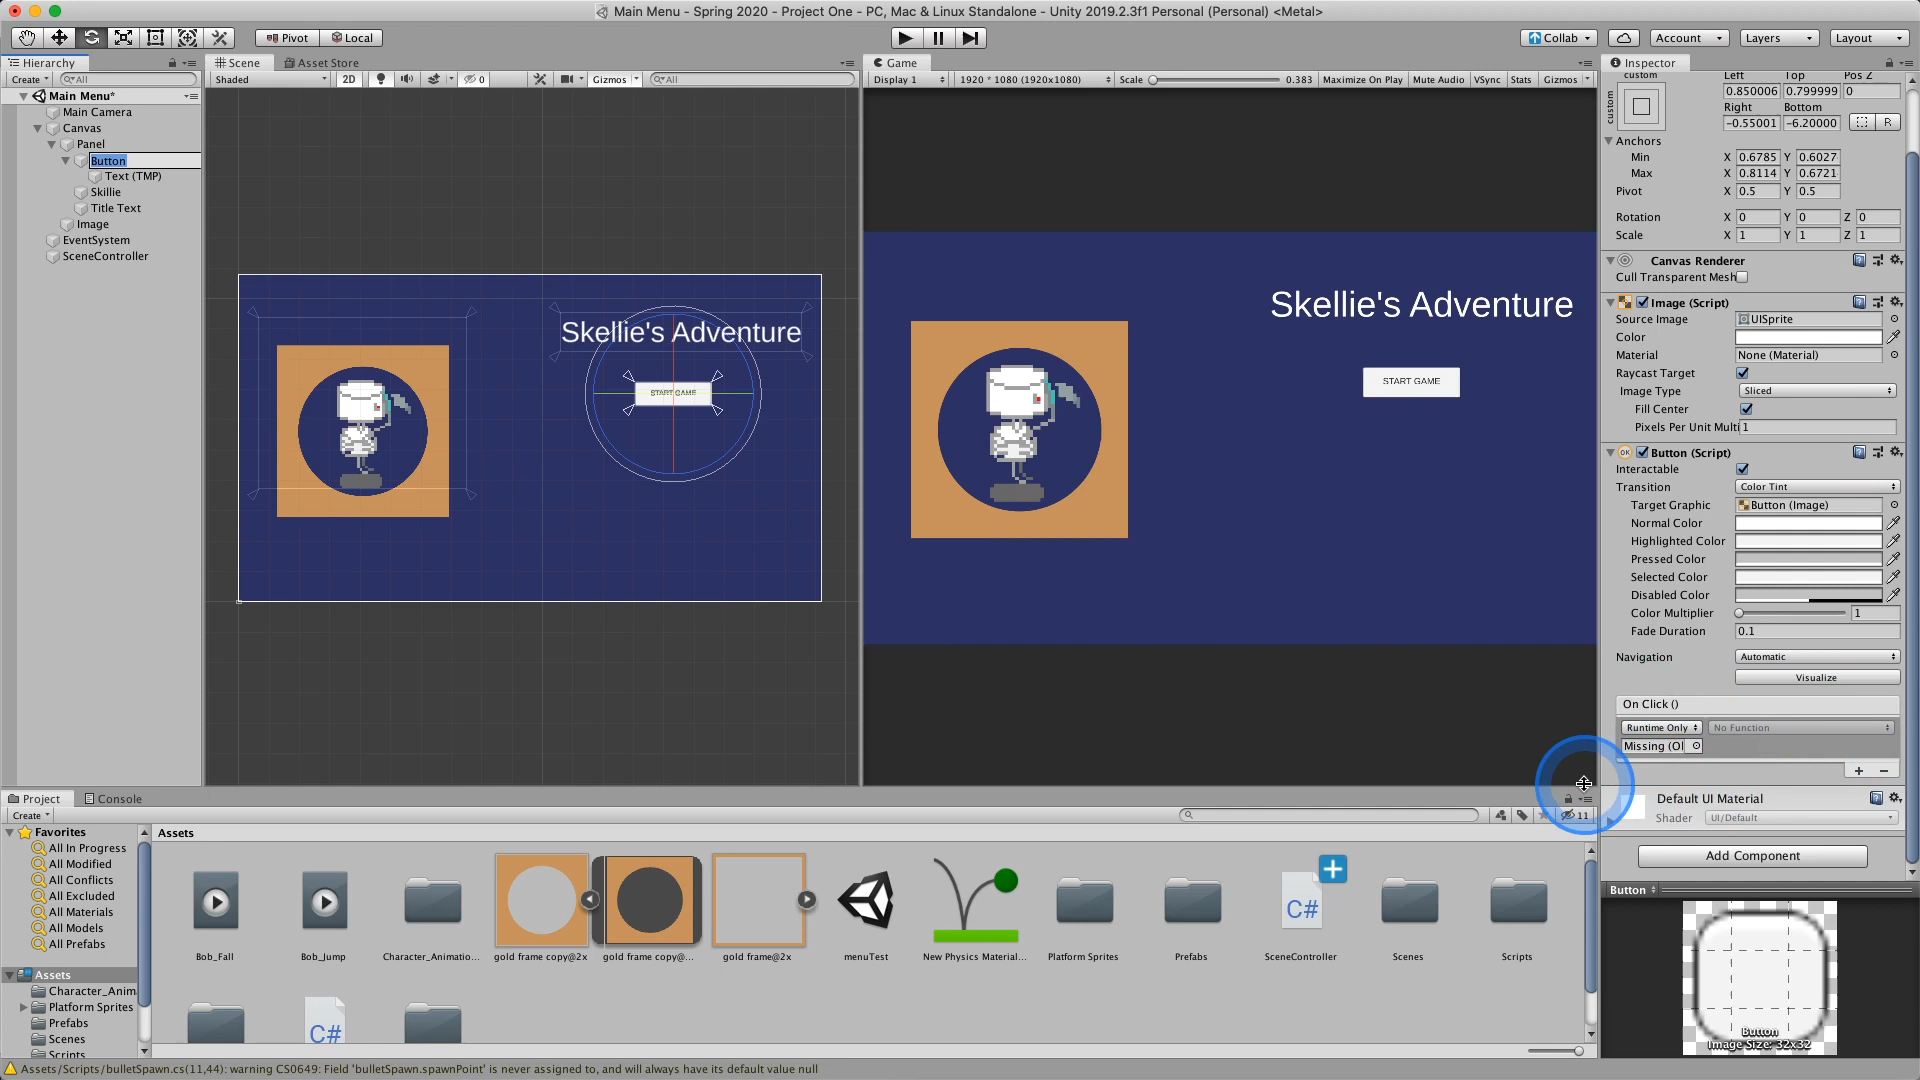 Main Menu - Spring 2020 - Project One - PC, Mac & Linux Standalone - Unity 2019.2.3f1 Personal (Personal) <Metal>
Pivot Local Collab Account Layers Layout
Hierarchy
Create All
Main Menu*
Main Camera
Canvas
Panel
Button
Text (TMP)
Skillie
Title Text
Image
EventSystem
SceneController
Scene Asset Store
Shaded 2D 0 Gizmos All
Skellie's Adventure
START GAME
Game
Display 1 1920 * 1080 (1920x1080) Scale 0.383 Maximize On Play Mute Audio VSync Stats Gizmos
Skellie's Adventure
START GAME
Inspector
custom Left Top Pos Z
custom 0.850006 0.799999 0
Right Bottom
-0.55001 -6.20000 R
Anchors
Min X 0.6785 Y 0.6027
Max X 0.8114 Y 0.6721
Pivot X 0.5 Y 0.5
Rotation X 0 Y 0 Z 0
Scale X 1 Y 1 Z 1
Canvas Renderer
Cull Transparent Mesh
Image (Script)
Source Image UISprite
Color
Material None (Material)
Raycast Target
Image Type Sliced
Fill Center
Pixels Per Unit Multi 1
OK Button (Script)
Interactable
Transition Color Tint
Target Graphic Button (Image)
Normal Color
Highlighted Color
Pressed Color
Selected Color
Disabled Color
Color Multiplier 1
Fade Duration 0.1
Navigation Automatic
Visualize
On Click ()
Runtime Only No Function
Missing (Ol
+ -
Default UI Material
Shader UI/Default
Add Component
Button
Button
Image Size: 32x32
Project Console
Create 11
Favorites
All In Progress
All Modified
All Conflicts
All Excluded
All Materials
All Models
All Prefabs
Assets
Character_Anim
Platform Sprites
Prefabs
Scenes
Scripts
Assets
C#
Bob_Fall Bob_Jump Character_Animatio... gold frame copy@2x gold frame copy@... gold frame@2x menuTest New Physics Material... Platform Sprites Prefabs SceneController Scenes Scripts
C#
Assets/Scripts/bulletSpawn.cs(11,44): warning CS0649: Field 'bulletSpawn.spawnPoint' is never assigned to, and will always have its default value null